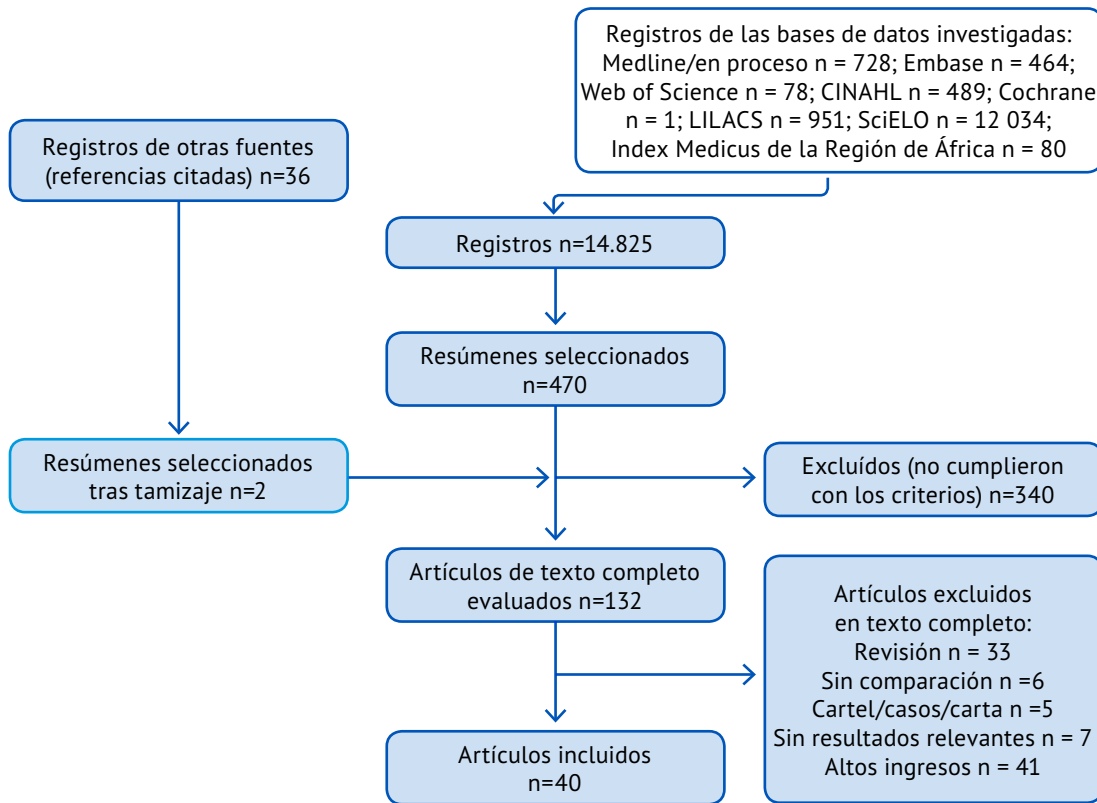 Registros de las bases de datos investigadas:
Medline/en proceso n = 728; Embase = 464;
Web of Science n = 78; CINAHL n = 489; Cochrane
n = 1; LILACS n = 951; SciELO n = 12 034;
Index Medicus de la Región de África n = 80
Registros de otras fuentes
(referencias citadas) n=36
Registros n=14.825
Resúmenes seleccionados
n=470
Resúmenes seleccionados
tras tamizaje n=2
Excluídos (no cumplieron
con los criterios) n=340
Artículos de texto completo
evaluados n=132
Artículos excluidos
en texto completo:
Revisión n = 33
Sin comparación n =6
Cartel/casos/carta n =5
Sin resultados relevantes n = 7
Altos ingresos n = 41
Artículos incluidos
n=40